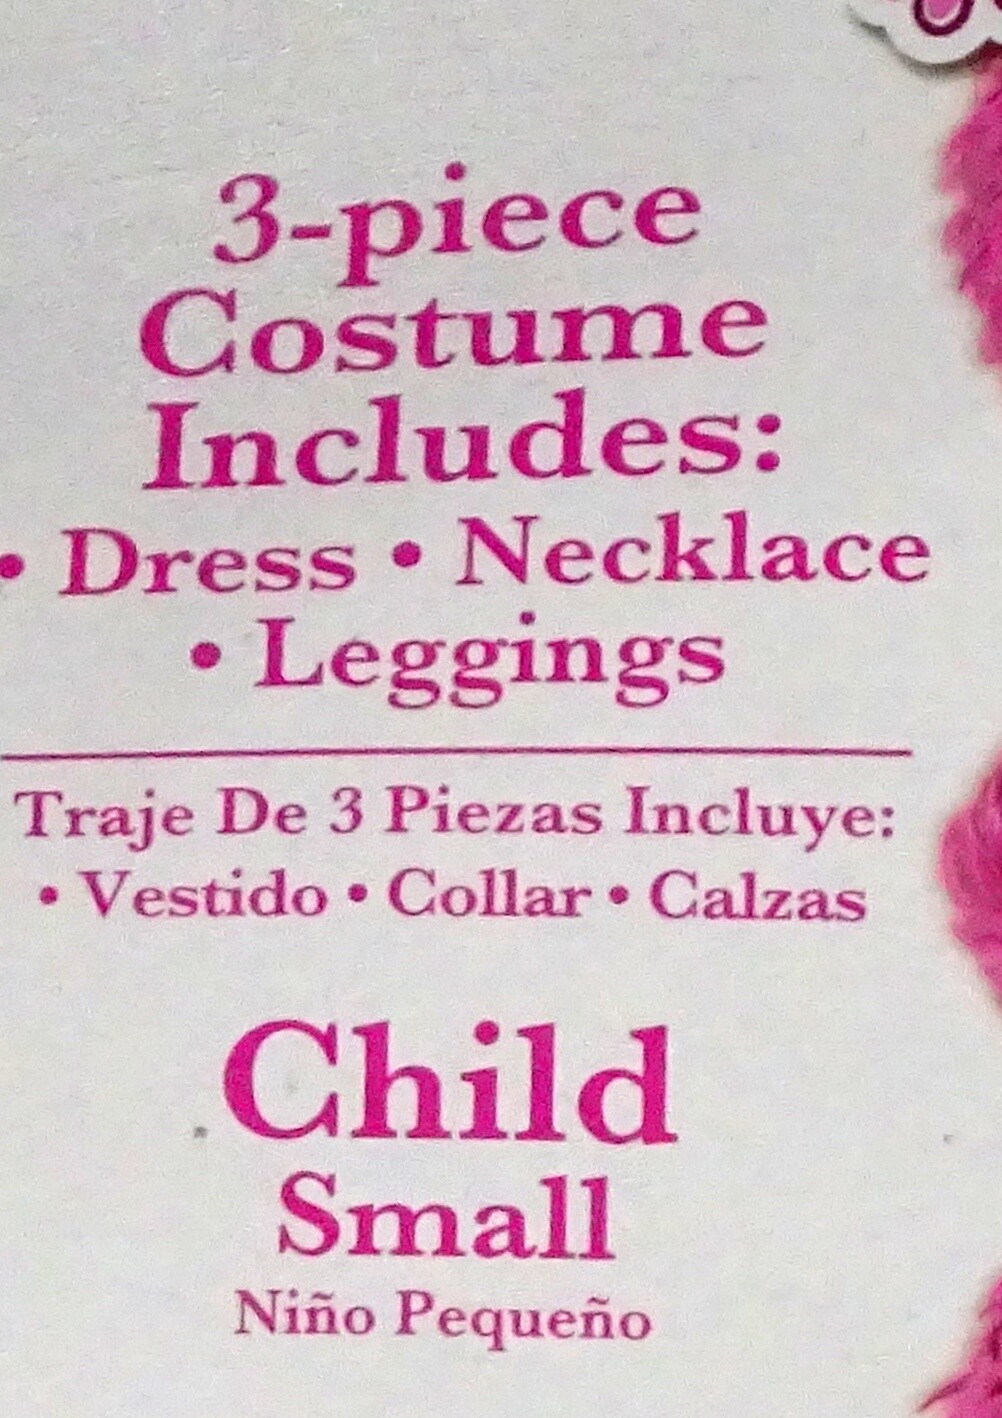 3-piece
Costume
Includes:
• Dress • Necklace
• Leggings
Traje De 3 Piezas Incluye:
• Vestido • Collar • Calzas
Child
Small
Niño Pequeño